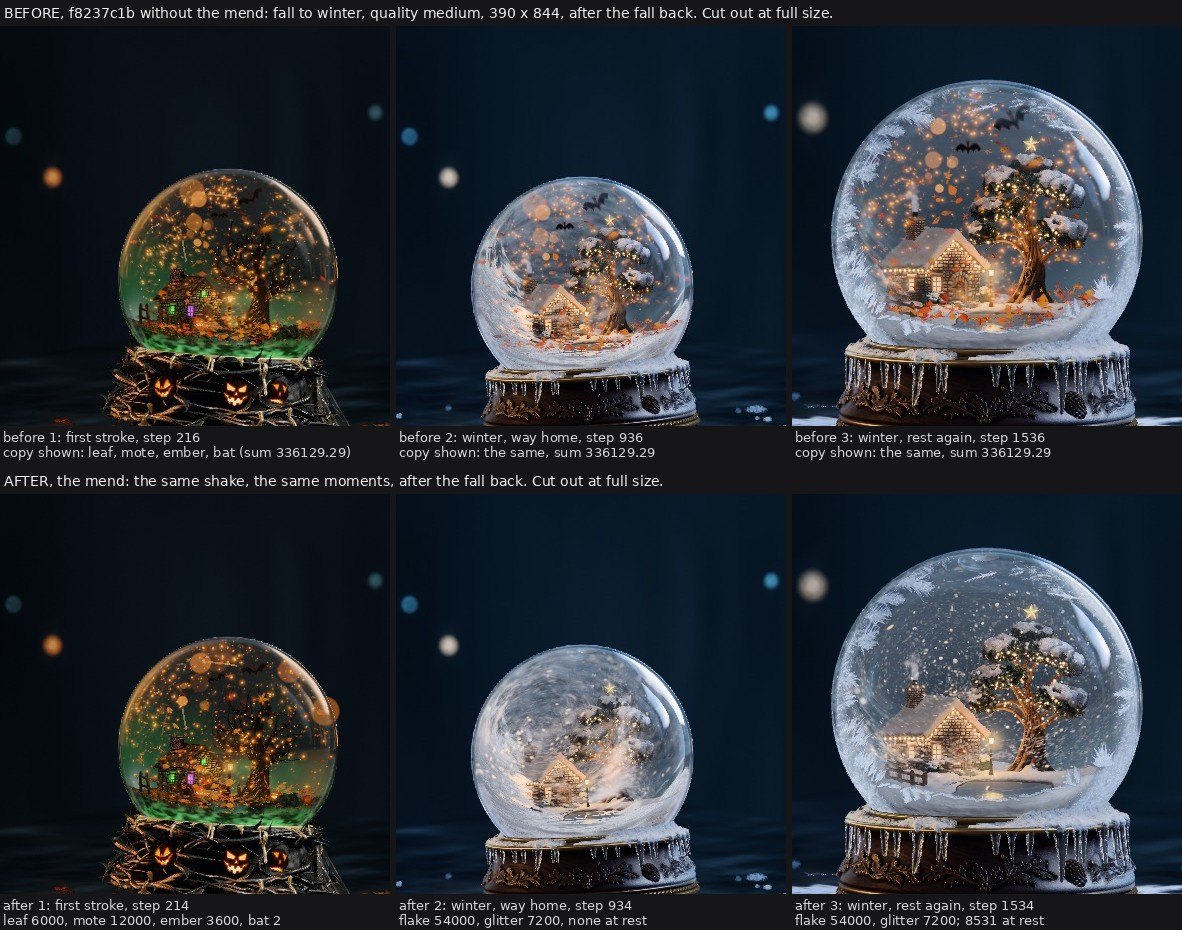 BEFORE, f8237c1b without the mend: fall to winter, quality medium, 390 x 844, after the fall back. Cut out at full size.
before 1: first stroke, step 216
copy shown: leaf, mote, ember, bat (sum 336129.29)
before 2: winter, way home, step 936
copy shown: the same, sum 336129.29
before 3: winter, rest again, step 1536
copy shown: the same, sum 336129.29
AFTER, the mend: the same shake, the same moments, after the fall back. Cut out at full size.
after 1: first stroke, step 214
leaf 6000, mote 12000, ember 3600, bat 2
after 2: winter, way home, step 934
flake 54000, glitter 7200, none at rest
after 3: winter, rest again, step 1534
flake 54000, glitter 7200; 8531 at rest